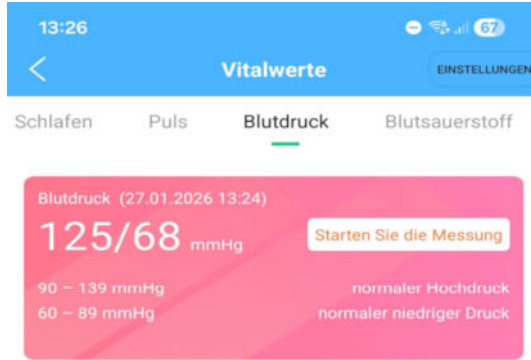 13:26
67
Vitalwerte
EINSTELLUNGEN
Schlafen Puls Blutdruck Blutsauerstoff
Blutdruck (27.01.2026 13:24)
125/68 mmHg
Starten Sie die Messung
90 – 139 mmHg normaler Hochdruck
60 – 89 mmHg normaler niedriger Druck